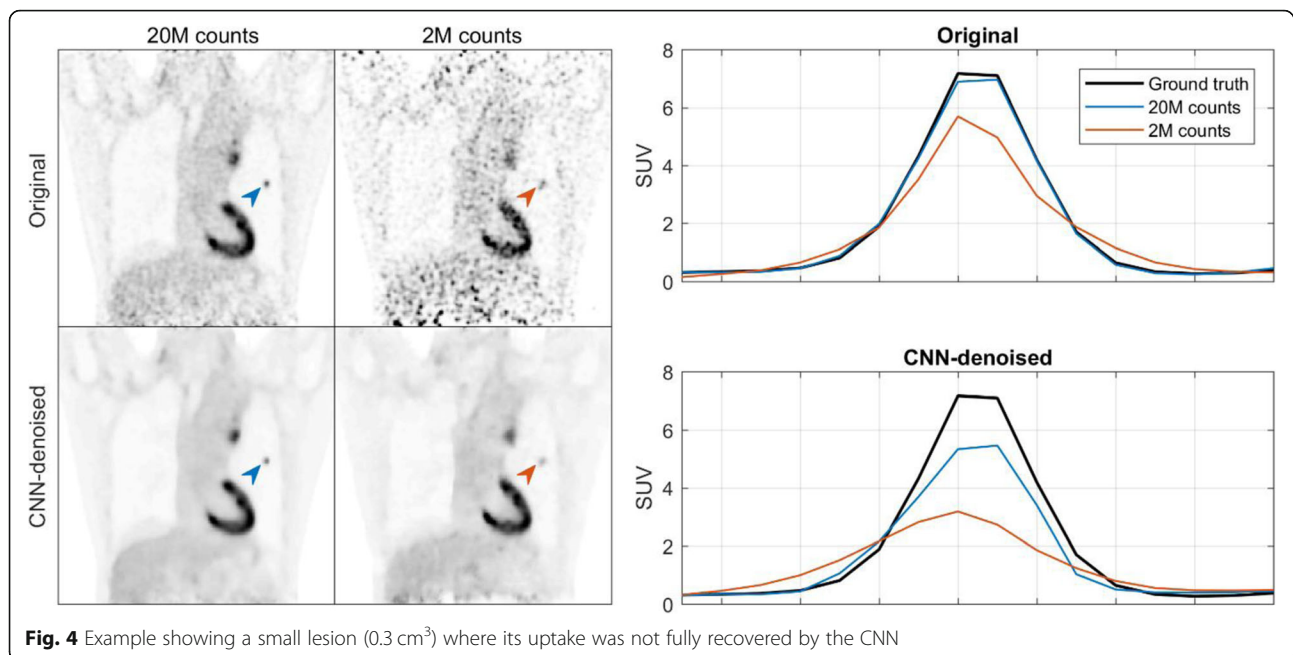 20M counts
2M counts
Original
CNN-denoised
Original
8
6
4
2
0
SUV
Ground truth
20M counts
2M counts
CNN-denoised
8
6
4
2
0
SUV
Fig. 4 Example showing a small lesion (0.3 cm³) where its uptake was not fully recovered by the CNN